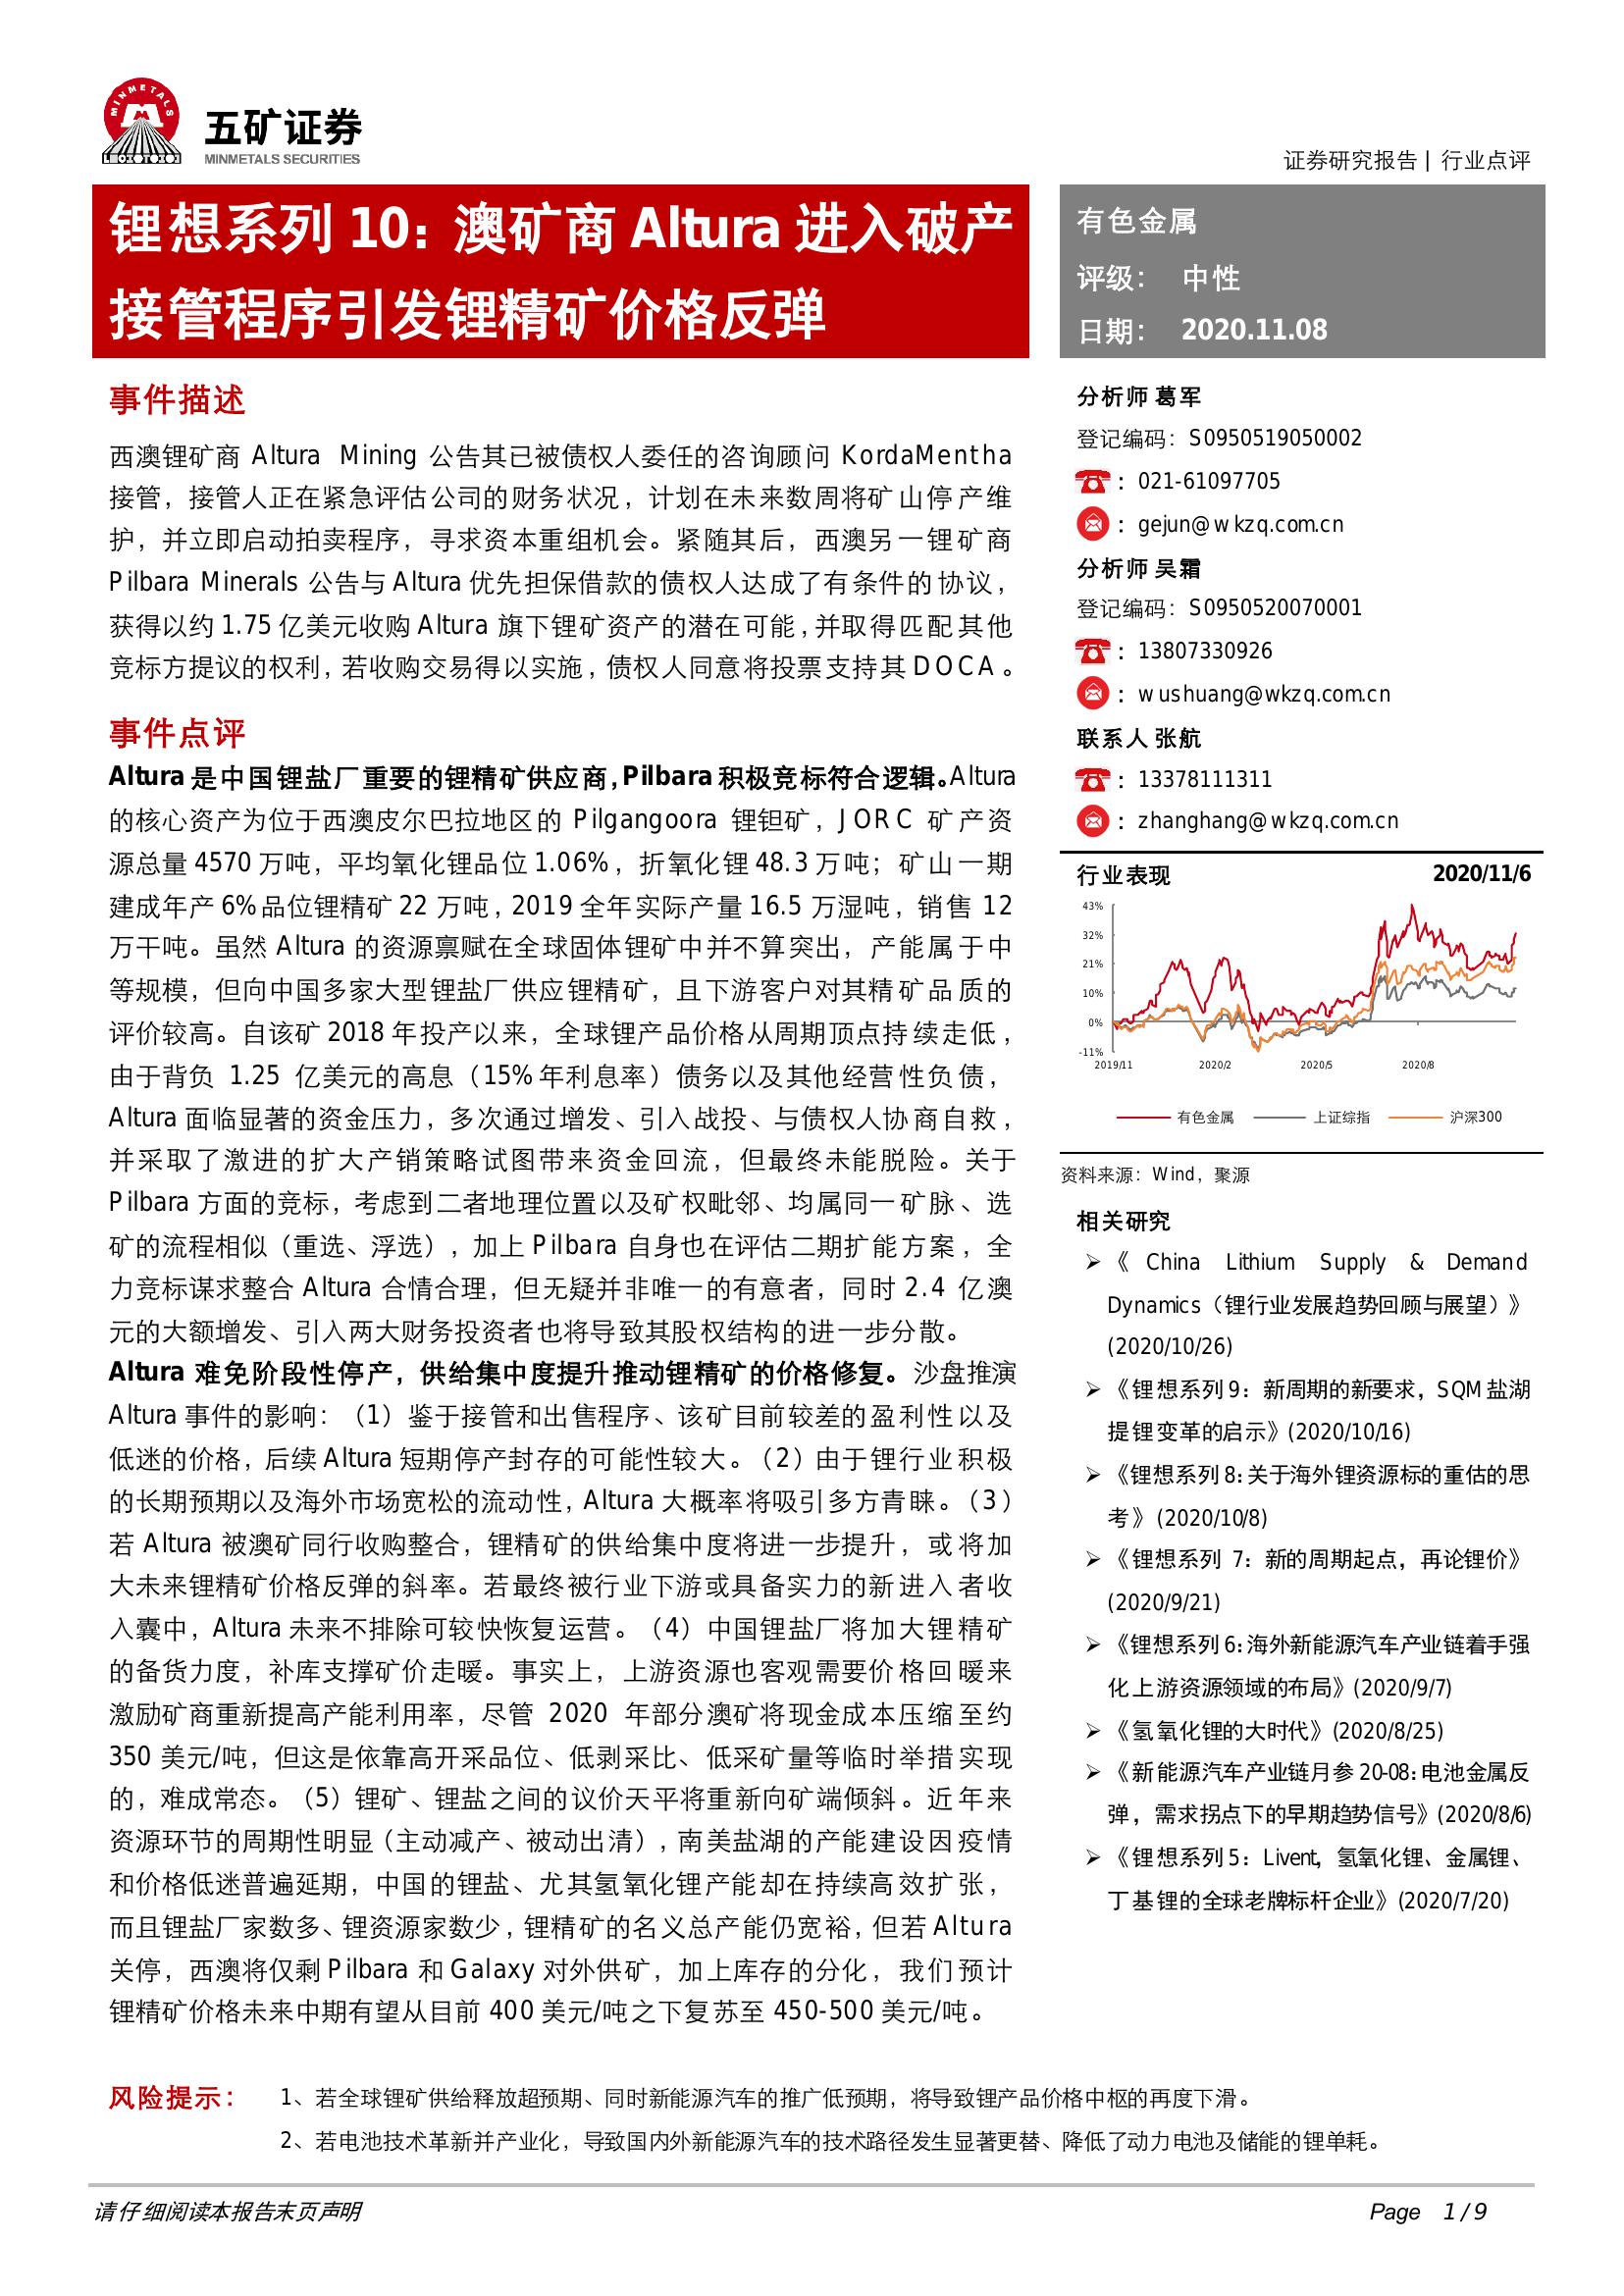 MINMETALS
五矿证券
MINMETALS SECURITIES
证券研究报告 | 行业点评
锂想系列 10：澳矿商 Altura 进入破产
接管程序引发锂精矿价格反弹
有色金属
评级： 中性
日期： 2020.11.08
事件描述
西澳锂矿商 Altura Mining 公告其已被债权人委任的咨询顾问 KordaMentha
接管，接管人正在紧急评估公司的财务状况，计划在未来数周将矿山停产维
护，并立即启动拍卖程序，寻求资本重组机会。紧随其后，西澳另一锂矿商
Pilbara Minerals 公告与 Altura 优先担保借款的债权人达成了有条件的协议，
获得以约 1.75 亿美元收购 Altura 旗下锂矿资产的潜在可能，并取得匹配其他
竞标方提议的权利，若收购交易得以实施，债权人同意将投票支持其 DOCA。
事件点评
Altura 是中国锂盐厂重要的锂精矿供应商，Pilbara 积极竞标符合逻辑。Altura
的核心资产为位于西澳皮尔巴拉地区的 Pilgangoora 锂钽矿，JORC 矿产资
源总量 4570 万吨，平均氧化锂品位 1.06%，折氧化锂 48.3 万吨；矿山一期
建成年产 6%品位锂精矿 22 万吨，2019 全年实际产量 16.5 万湿吨，销售 12
万干吨。虽然 Altura 的资源禀赋在全球固体锂矿中并不算突出，产能属于中
等规模，但向中国多家大型锂盐厂供应锂精矿，且下游客户对其精矿品质的
评价较高。自该矿 2018 年投产以来，全球锂产品价格从周期顶点持续走低，
由于背负 1.25 亿美元的高息（15%年利息率）债务以及其他经营性负债，
Altura 面临显著的资金压力，多次通过增发、引入战投、与债权人协商自救，
并采取了激进的扩大产销策略试图带来资金回流，但最终未能脱险。关于
Pilbara 方面的竞标，考虑到二者地理位置以及矿权毗邻、均属同一矿脉、选
矿的流程相似（重选、浮选），加上 Pilbara 自身也在评估二期扩能方案，全
力竞标谋求整合 Altura 合情合理，但无疑并非唯一的有意者，同时 2.4 亿澳
元的大额增发、引入两大财务投资者也将导致其股权结构的进一步分散。
Altura 难免阶段性停产，供给集中度提升推动锂精矿的价格修复。沙盘推演
Altura 事件的影响：（1）鉴于接管和出售程序、该矿目前较差的盈利性以及
低迷的价格，后续 Altura 短期停产封存的可能性较大。（2）由于锂行业积极
的长期预期以及海外市场宽松的流动性，Altura 大概率将吸引多方青睐。（3）
若 Altura 被澳矿同行收购整合，锂精矿的供给集中度将进一步提升，或将加
大未来锂精矿价格反弹的斜率。若最终被行业下游或具备实力的新进入者收
入囊中，Altura 未来不排除可较快恢复运营。（4）中国锂盐厂将加大锂精矿
的备货力度，补库支撑矿价走暖。事实上，上游资源也客观需要价格回暖来
激励矿商重新提高产能利用率，尽管 2020 年部分澳矿将现金成本压缩至约
350 美元/吨，但这是依靠高开采品位、低剥采比、低采矿量等临时举措实现
的，难成常态。（5）锂矿、锂盐之间的议价天平将重新向矿端倾斜。近年来
资源环节的周期性明显（主动减产、被动出清），南美盐湖的产能建设因疫情
和价格低迷普遍延期，中国的锂盐、尤其氢氧化锂产能却在持续高效扩张，
而且锂盐厂家数多、锂资源家数少，锂精矿的名义总产能仍宽裕，但若 Altura
关停，西澳将仅剩 Pilbara 和 Galaxy 对外供矿，加上库存的分化，我们预计
锂精矿价格未来中期有望从目前 400 美元/吨之下复苏至 450-500 美元/吨。
分析师 葛军
登记编码：S0950519050002
：021-61097705
：gejun@wkzq.com.cn
分析师 吴霜
登记编码：S0950520070001
：13807330926
：wushuang@wkzq.com.cn
联系人 张航
：13378111311
：zhanghang@wkzq.com.cn
行业表现 2020/11/6
43%
32%
21%
10%
0%
-11%
2019/11 2020/2 2020/5 2020/8
有色金属 上证综指 沪深300
资料来源：Wind，聚源
相关研究
➢《 China Lithium Supply & Demand
Dynamics（锂行业发展趋势回顾与展望）》
(2020/10/26)
➢《锂想系列 9：新周期的新要求，SQM 盐湖
提锂变革的启示》(2020/10/16)
➢《锂想系列 8：关于海外锂资源标的重估的思
考》(2020/10/8)
➢《锂想系列 7：新的周期起点，再论锂价》
(2020/9/21)
➢《锂想系列 6：海外新能源汽车产业链着手强
化上游资源领域的布局》(2020/9/7)
➢《氢氧化锂的大时代》(2020/8/25)
➢《新能源汽车产业链月参 20-08：电池金属反
弹，需求拐点下的早期趋势信号》(2020/8/6)
➢《锂想系列 5：Livent，氢氧化锂、金属锂、
丁基锂的全球老牌标杆企业》(2020/7/20)
风险提示： 1、若全球锂矿供给释放超预期、同时新能源汽车的推广低预期，将导致锂产品价格中枢的再度下滑。
2、若电池技术革新并产业化，导致国内外新能源汽车的技术路径发生显著更替、降低了动力电池及储能的锂单耗。
请仔细阅读本报告末页声明
Page 1 / 9